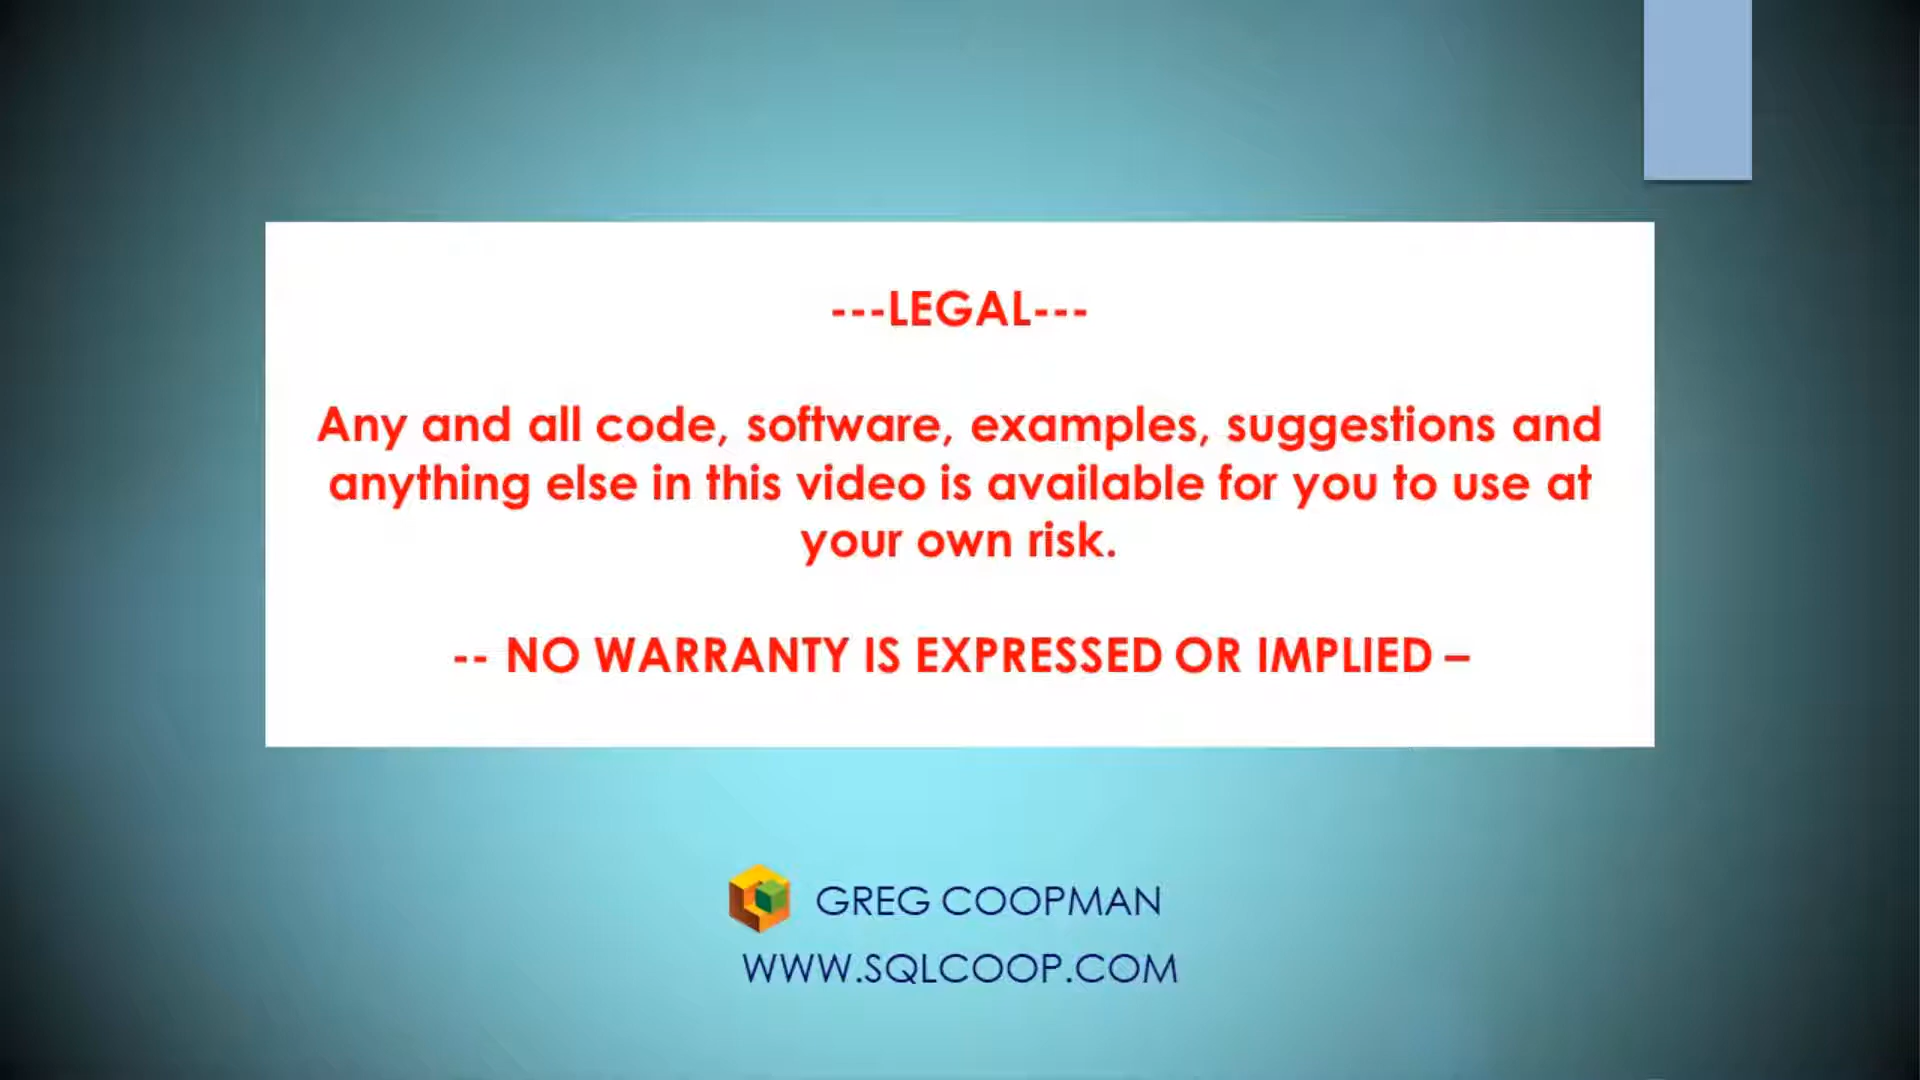 ---LEGAL---
Any and all code, software, examples, suggestions and
anything else in this video is available for you to use at
your own risk.
-- NO WARRANTY IS EXPRESSED OR IMPLIED –
GREG COOPMAN
WWW.SQLCOOP.COM